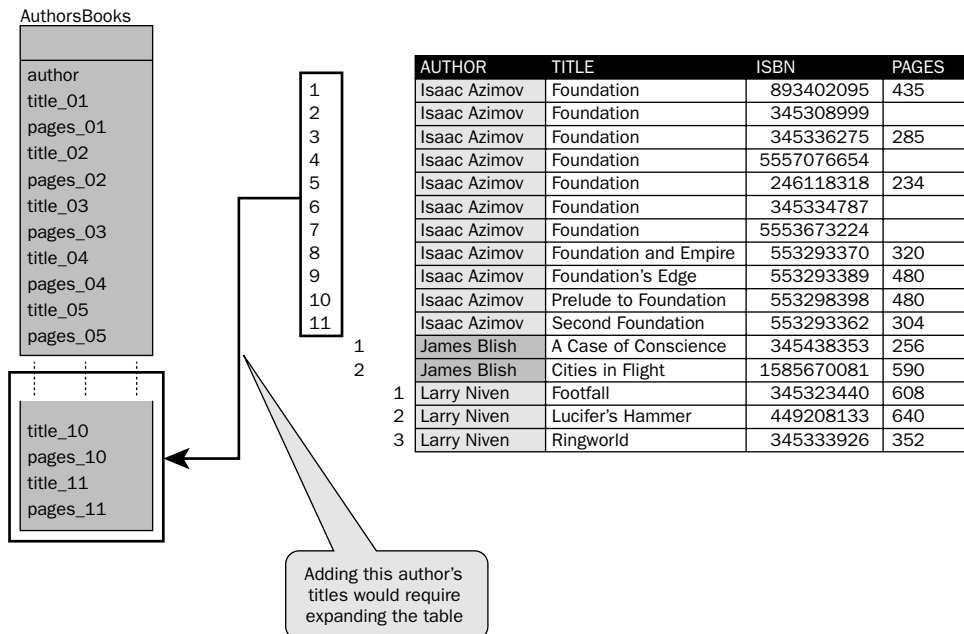 AuthorsBooks
author
title_01
pages_01
title_02
pages_02
title_03
pages_03
title_04
pages_04
title_05
pages_05
title_10
pages_10
title_11
pages_11
AUTHOR TITLE ISBN PAGES
1 Isaac Azimov Foundation 893402095 435
2 Isaac Azimov Foundation 345308999
3 Isaac Azimov Foundation 345336275 285
4 Isaac Azimov Foundation 5557076654
5 Isaac Azimov Foundation 246118318 234
6 Isaac Azimov Foundation 345334787
7 Isaac Azimov Foundation 5553673224
8 Isaac Azimov Foundation and Empire 553293370 320
9 Isaac Azimov Foundation's Edge 553293389 480
10 Isaac Azimov Prelude to Foundation 553298398 480
11 Isaac Azimov Second Foundation 553293362 304
1 James Blish A Case of Conscience 345438353 256
2 James Blish Cities in Flight 1585670081 590
1 Larry Niven Footfall 345323440 608
2 Larry Niven Lucifer's Hammer 449208133 640
3 Larry Niven Ringworld 345333926 352
Adding this author's
titles would require
expanding the table